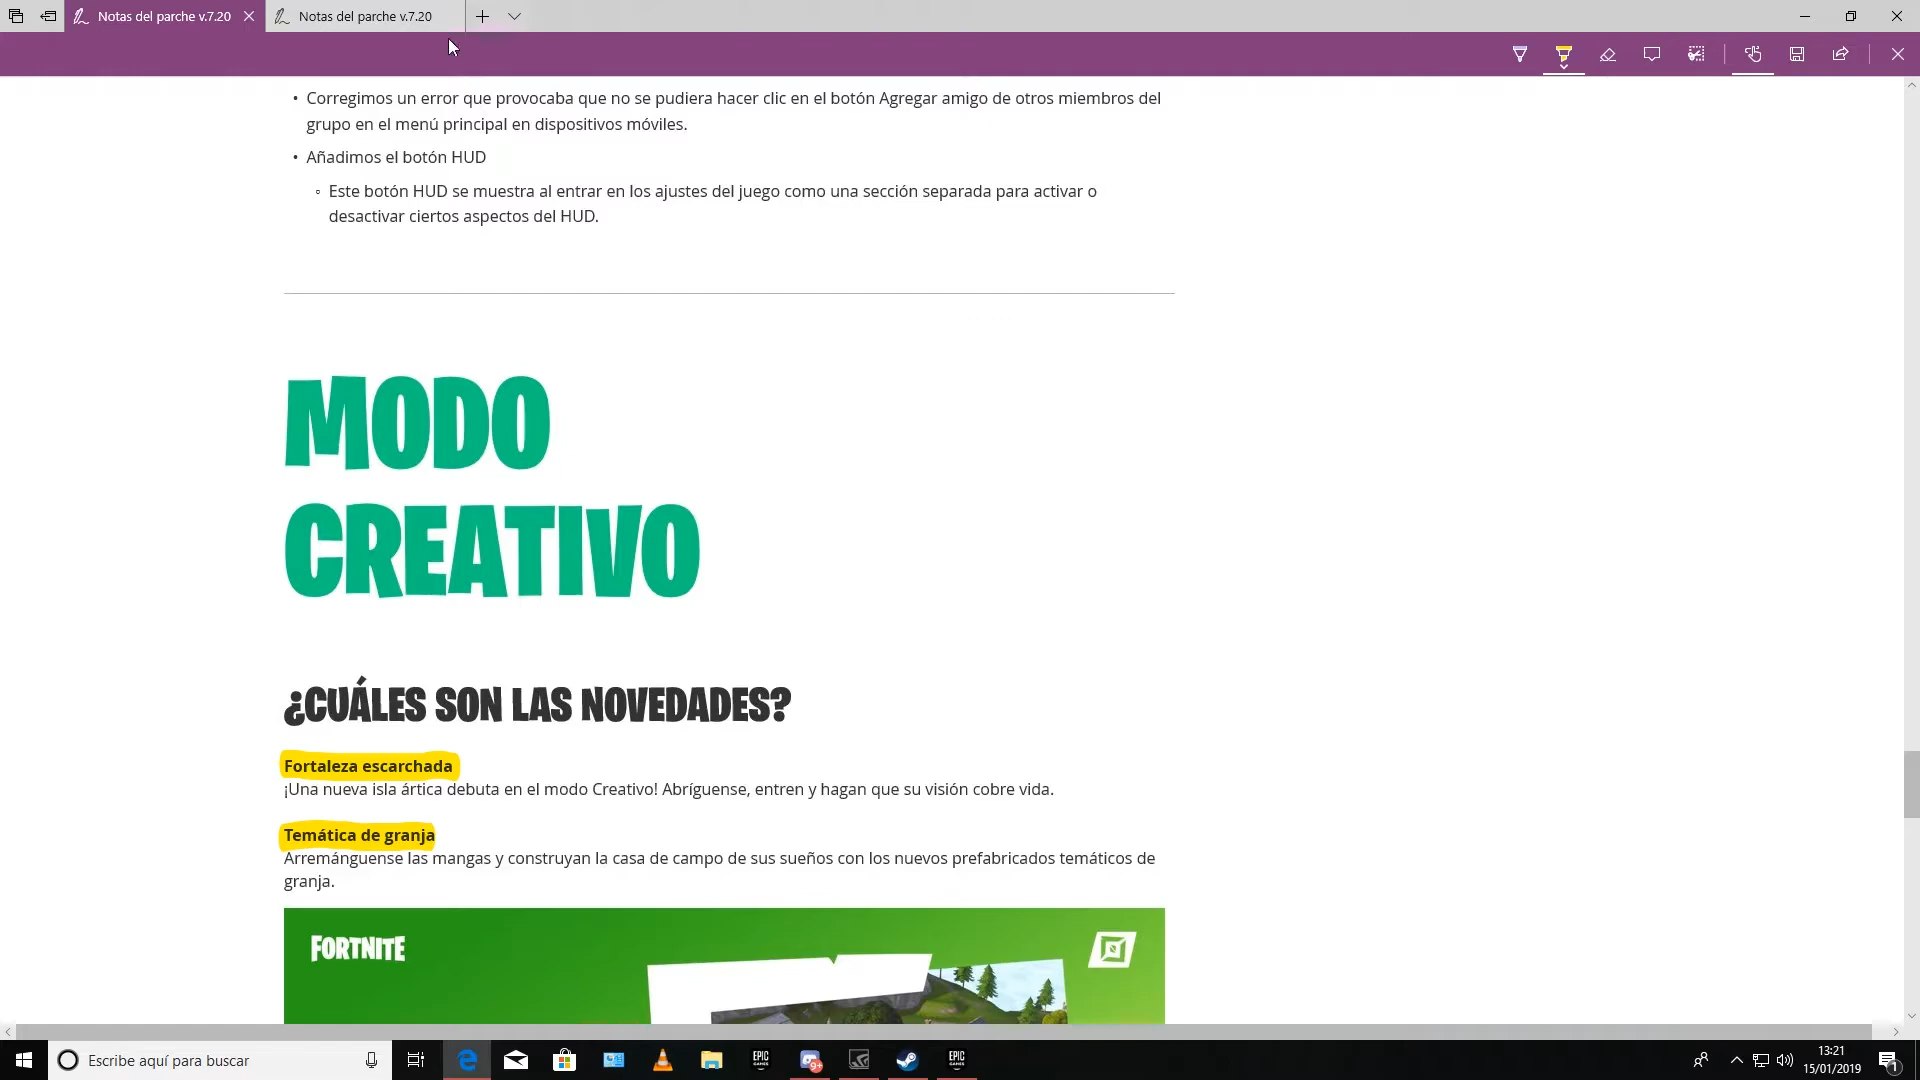 Notas del parche v.7.20
Notas del parche v.7.20
• Corregimos un error que provocaba que no se pudiera hacer clic en el botón Agregar amigo de otros miembros del
grupo en el menú principal en dispositivos móviles.
• Añadimos el botón HUD
◦ Este botón HUD se muestra al entrar en los ajustes del juego como una sección separada para activar o
desactivar ciertos aspectos del HUD.
MODO
CREATIVO
¿CUÁLES SON LAS NOVEDADES?
Fortaleza escarchada
¡Una nueva isla ártica debuta en el modo Creativo! Abríguense, entren y hagan que su visión cobre vida.
Temática de granja
Arremánguense las mangas y construyan la casa de campo de sus sueños con los nuevos prefabricados temáticos de
granja.
FORTNITE
Escribe aquí para buscar
EPIC
GAMES
9+
EPIC
GAMES
13:21
15/01/2019
1